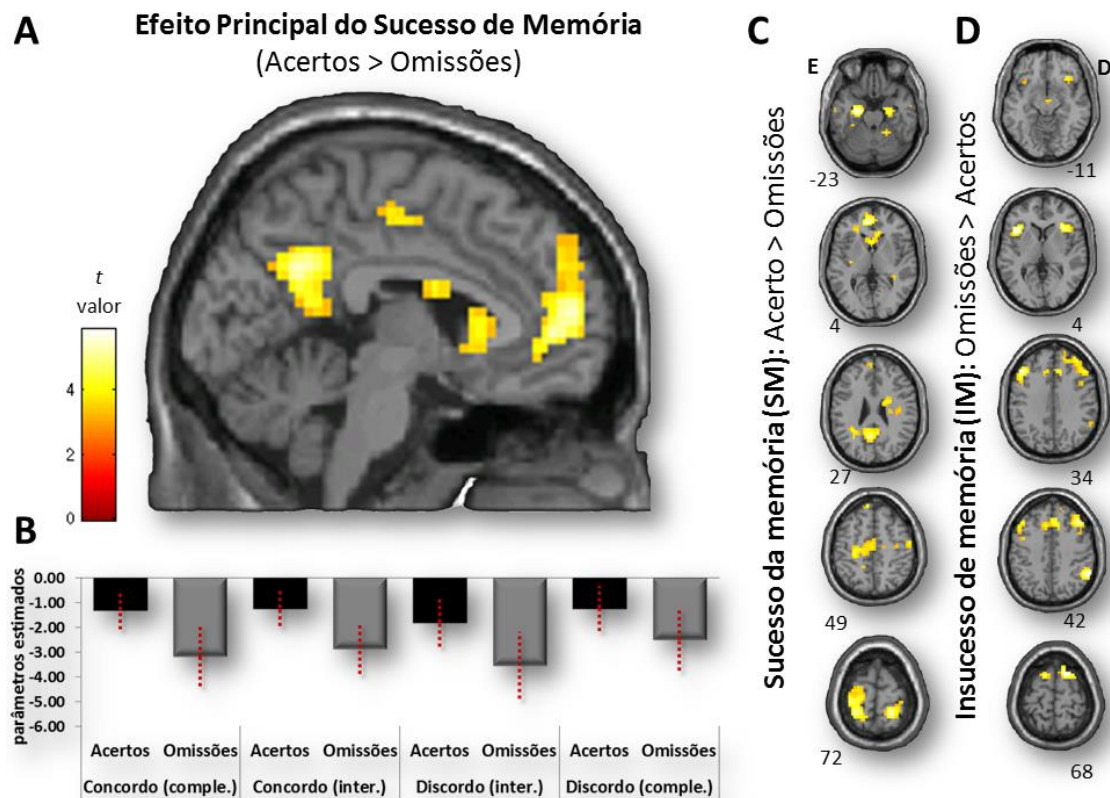 A
Efeito Principal do Sucesso de Memória
(Acertos > Omissões)
t
valor
4
2
0
B
parâmetros estimados
0.00
-1.00
-2.00
-3.00
-4.00
-5.00
-6.00
Acertos Omissões Acertos Omissões Acertos Omissões Acertos Omissões
Concordo (comple.) Concordo (inter.) Discordo (inter.) Discordo (comple.)
C
E
Sucesso da memória (SM): Acerto > Omissões
-23
4
27
49
72
D
D
Insucesso de memória (IM): Omissões > Acertos
-11
4
34
42
68